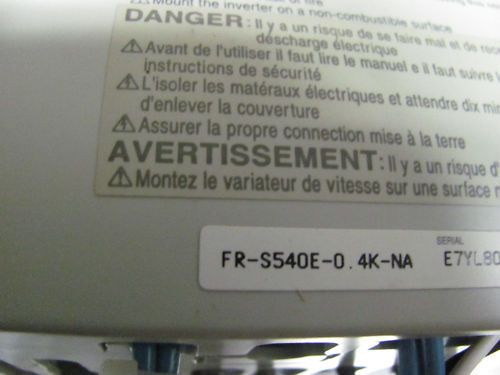 Mount the inverter on a non-combustible surface
DANGER: Il y a un risque de se faire mal et de
décharge électrique
Avant de l'utiliser il faut lire le manuel e il faut suivre
instructions de sécurité
L'isoler les matéraux électriques et attendre dix
d'enlever la couverture
Assurer la propre connection mise à la terre
AVERTISSEMENT: Il y a un risque
Montez le variateur de vitesse sur une surface
SERIAL
FR-S540E-0.4K-NA E7YL80